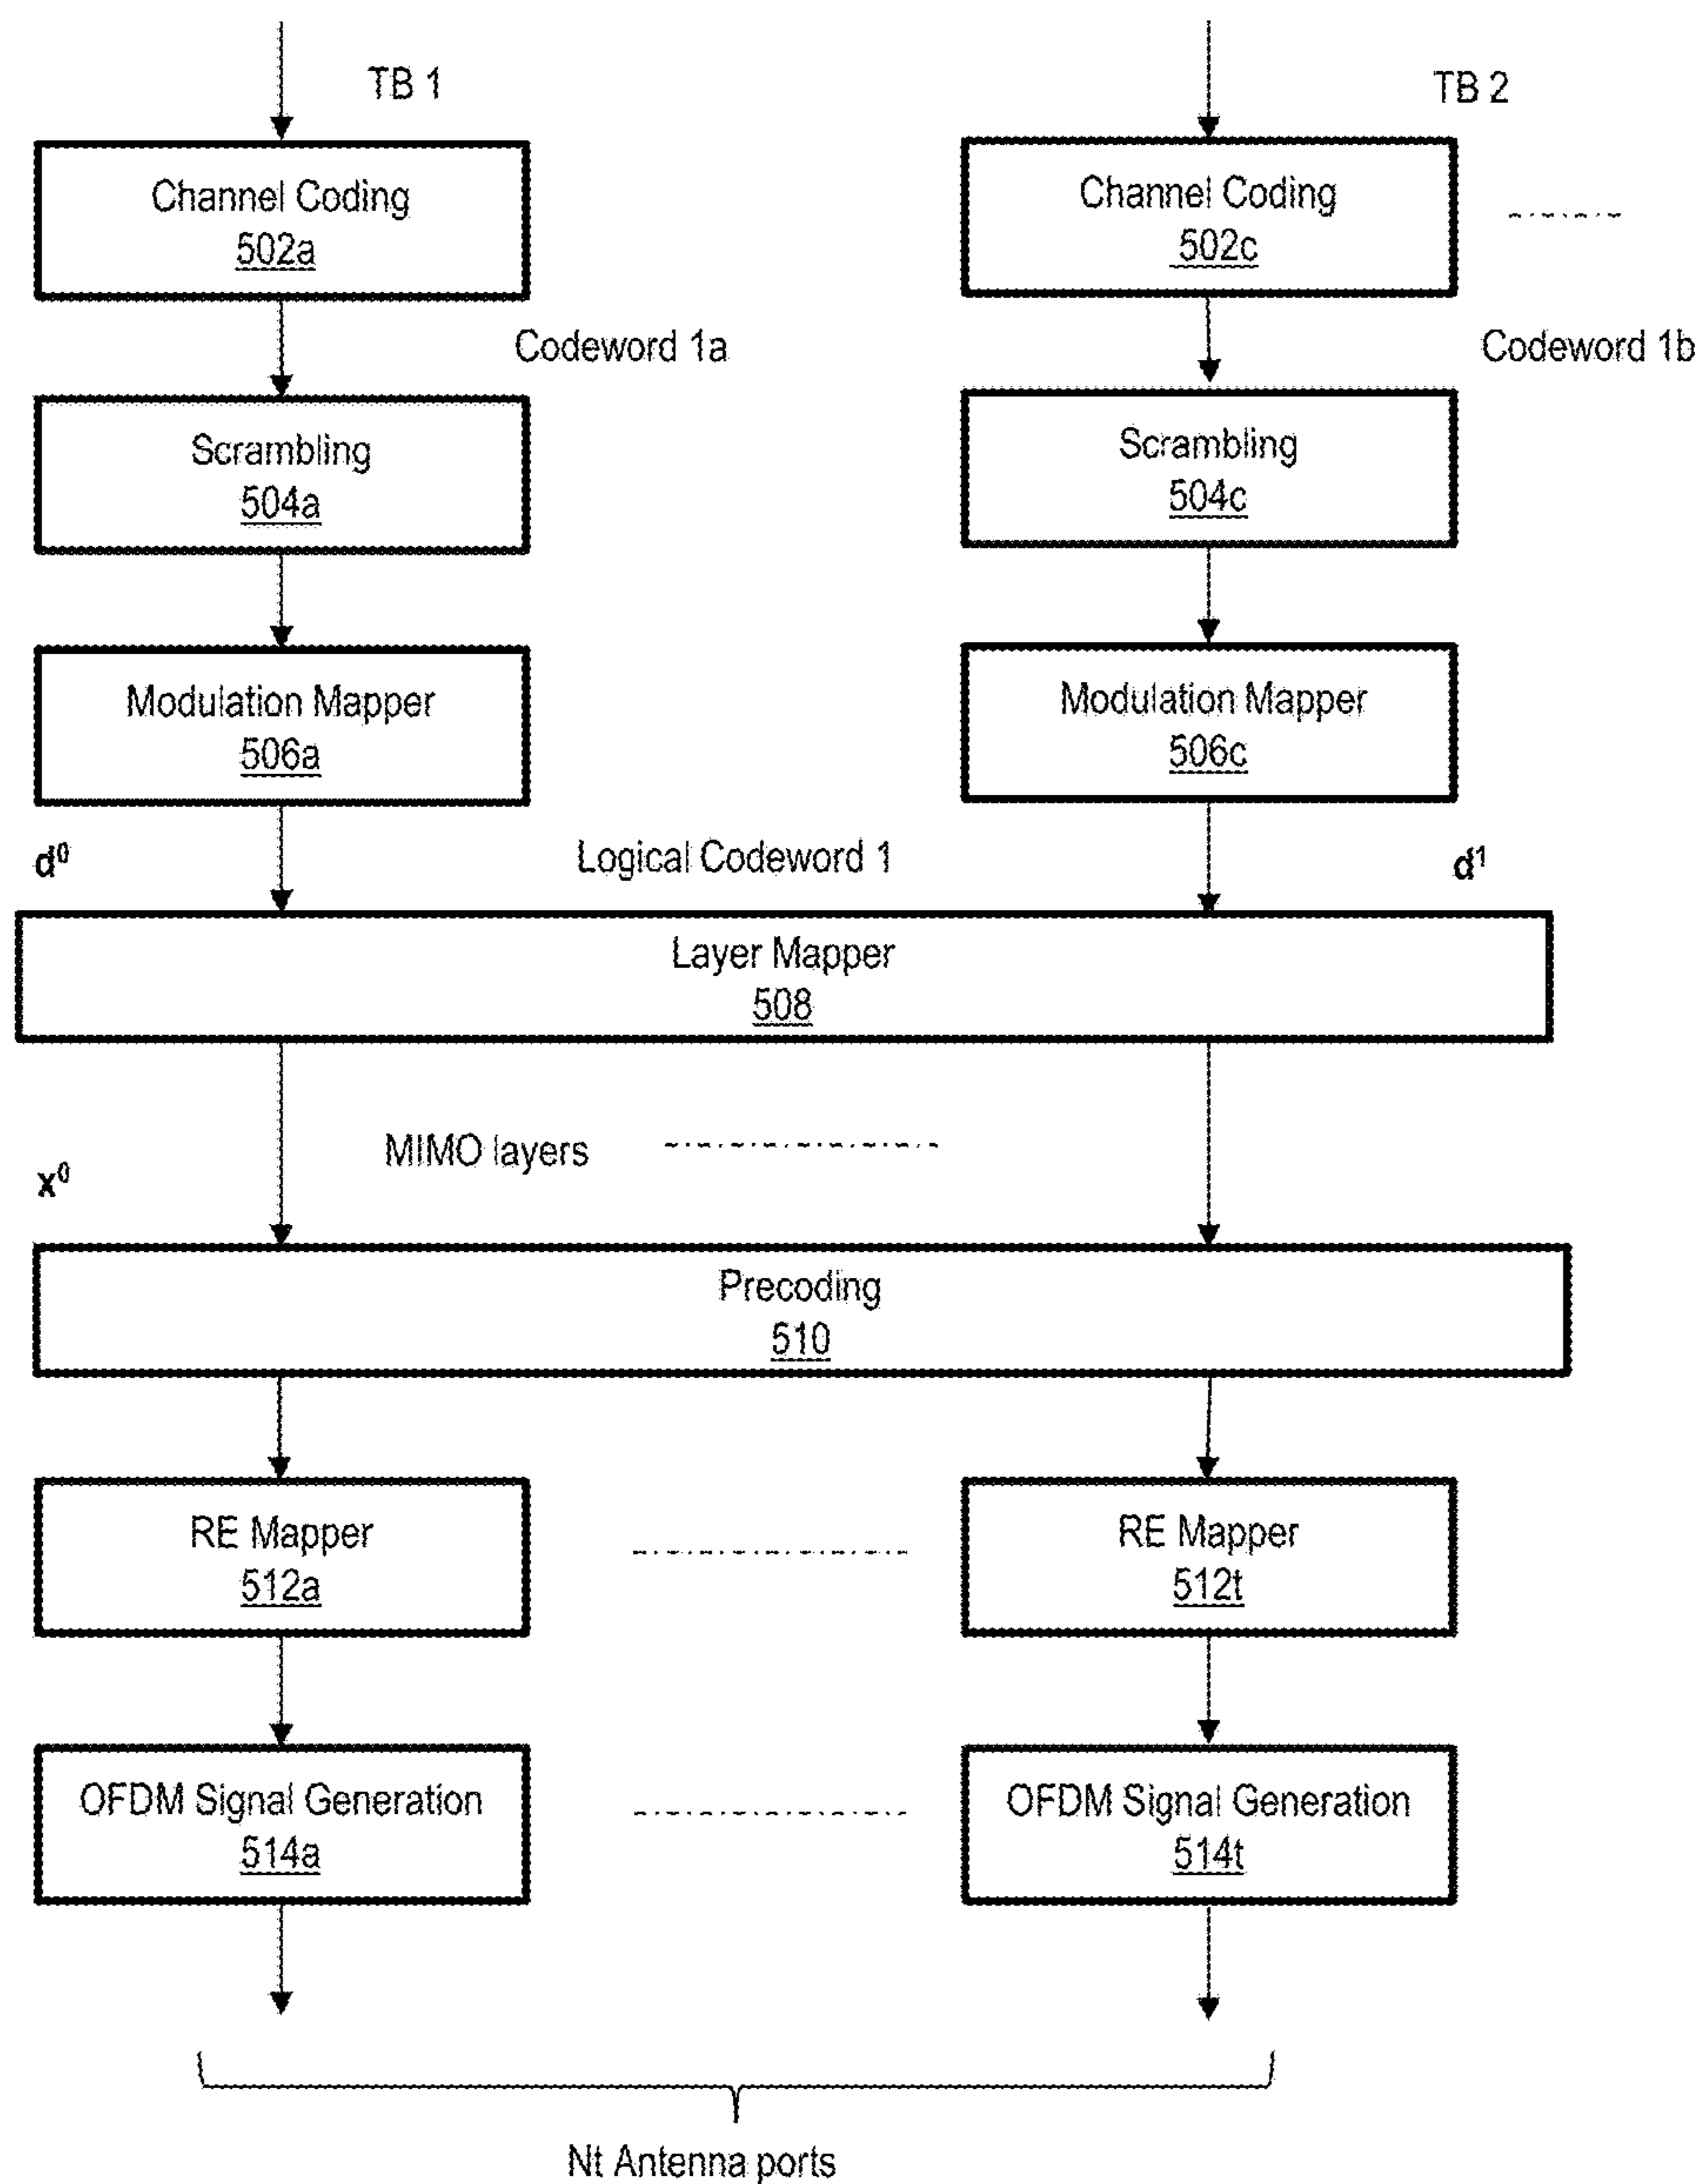 TB 1
TB 2
Channel Coding
502a
Channel Coding
502c
Codeword 1a
Codeword 1b
Scrambling
504a
Scrambling
504c
Modulation Mapper
506a
Modulation Mapper
506c
d⁰
Logical Codeword 1
d¹
Layer Mapper
508
MIMO layers
x⁰
Precoding
510
RE Mapper
512a
RE Mapper
512t
OFDM Signal Generation
514a
OFDM Signal Generation
514t
Nt Antenna ports